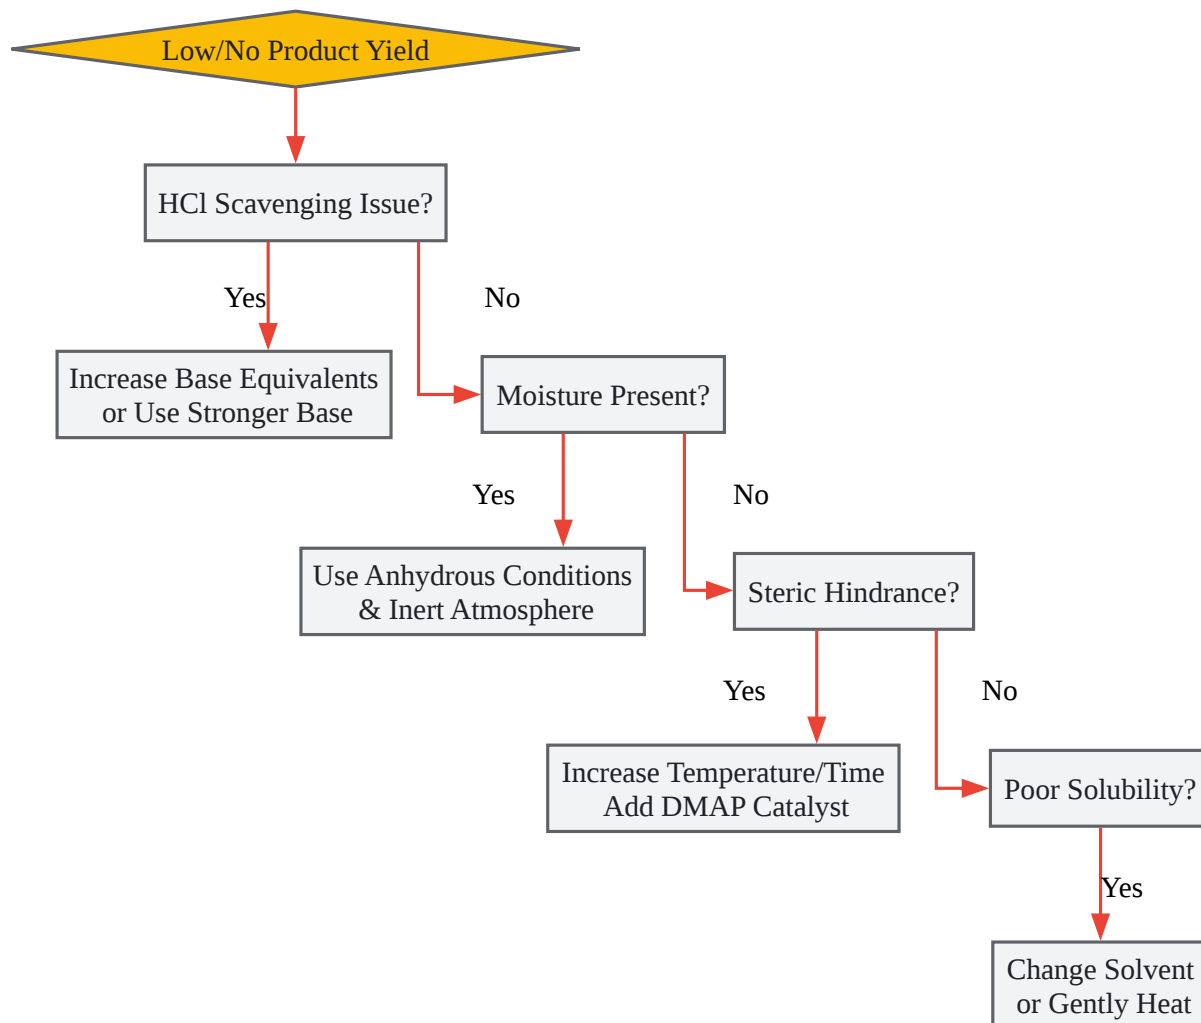 Low/No Product Yield
HCl Scavenging Issue?
Yes
No
Increase Base Equivalents
or Use Stronger Base
Moisture Present?
Yes
No
Use Anhydrous Conditions
& Inert Atmosphere
Steric Hindrance?
Yes
No
Increase Temperature/Time
Add DMAP Catalyst
Poor Solubility?
Yes
Change Solvent
or Gently Heat